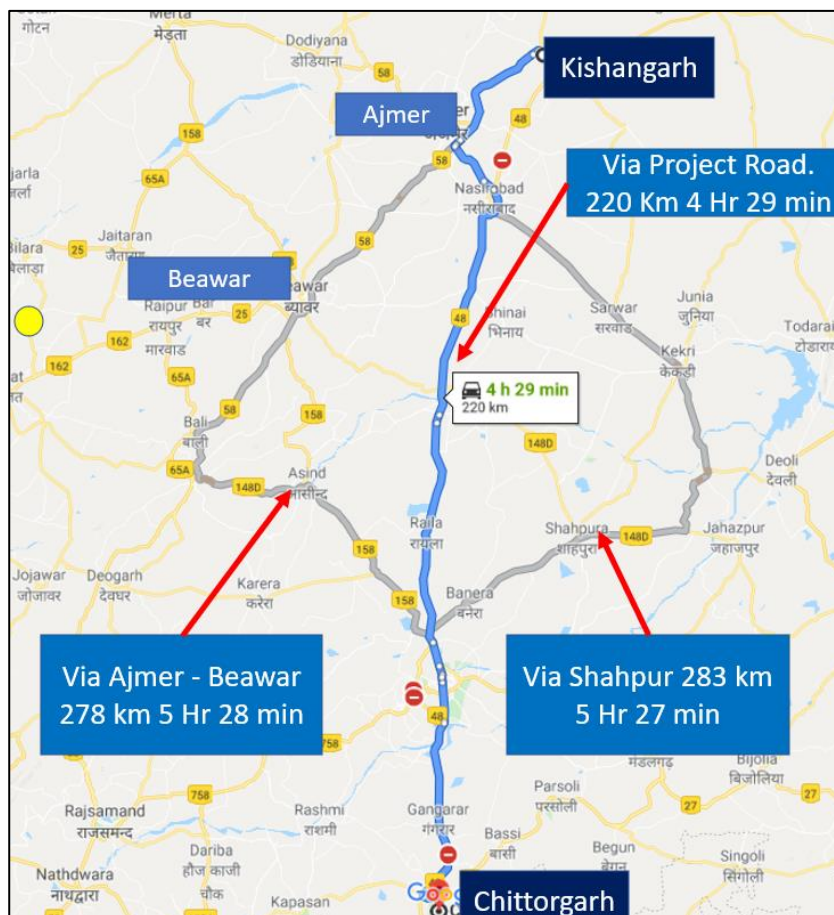 Merta
मेड़ता
गोटन
Dodiyana
डोडियाना
58
48
Kishangarh
158
Ajmer
er
58
65A
Nasirabad
नसीराबाद
Via Project Road.
220 Km 4 Hr 29 min
jarla
र्जा
Jaitaran
जैतारण
58
25
Bilara
बेलाड़ा
Beawar
eawar
ब्यावर
Raipur
रायपुर
मारवाड
Bar
बर
25
162
162
65A
48
Bhinai
भिनाय
Sarwar
सरवाड
Junia
जुनिया
Kekri
केकड़ी
Todarai
टोडाराय
4 h 29 min
220 km
58
158
Bali
बाली
65A
148D
Asind
आसीन्द
148D
Deoli
देवली
158
Raila
रायला
Shahpura
शाहपुरा
148D
Jahazpur
जहाजपुर
Jojawar
जोजावर
Deogarh
देवघर
Karera
करेरा
158
Banera
बनेरा
Via Ajmer - Beawar
278 km 5 Hr 28 min
Via Shahpur 283 km
5 Hr 27 min
48
758
मंडलगढ़
Bijolia
बिजोलिया
Rajsamand
राजसमन्द
758
Rashmi
राशमी
Gangarar
गंगरार
Parsoli
परसोली
27
27
Bassi
बासी
Begun
बेगुन
Singoli
सिंगोली
Dariba
हौज काजी
चौक
Nathdwara
नाथद्वारा
Kapasan
Chittorgarh